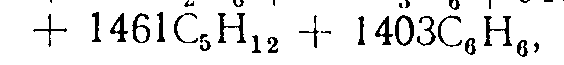 + 1461C₅H₁₂ + 1403C₆H₆,